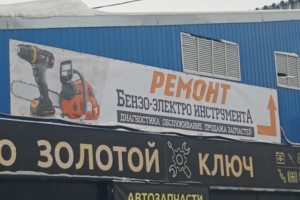 РЕМОНТ
БЕНЗО-ЭЛЕКТРО ИНСТРУМЕНТА
ДИАГНОСТИКА ОБСЛУЖИВАНИЕ ПРОДАЖА ЗАПЧАСТЕЙ
О ЗОЛОТОЙ КЛЮЧ
АВТОЗАПЧАСТИ